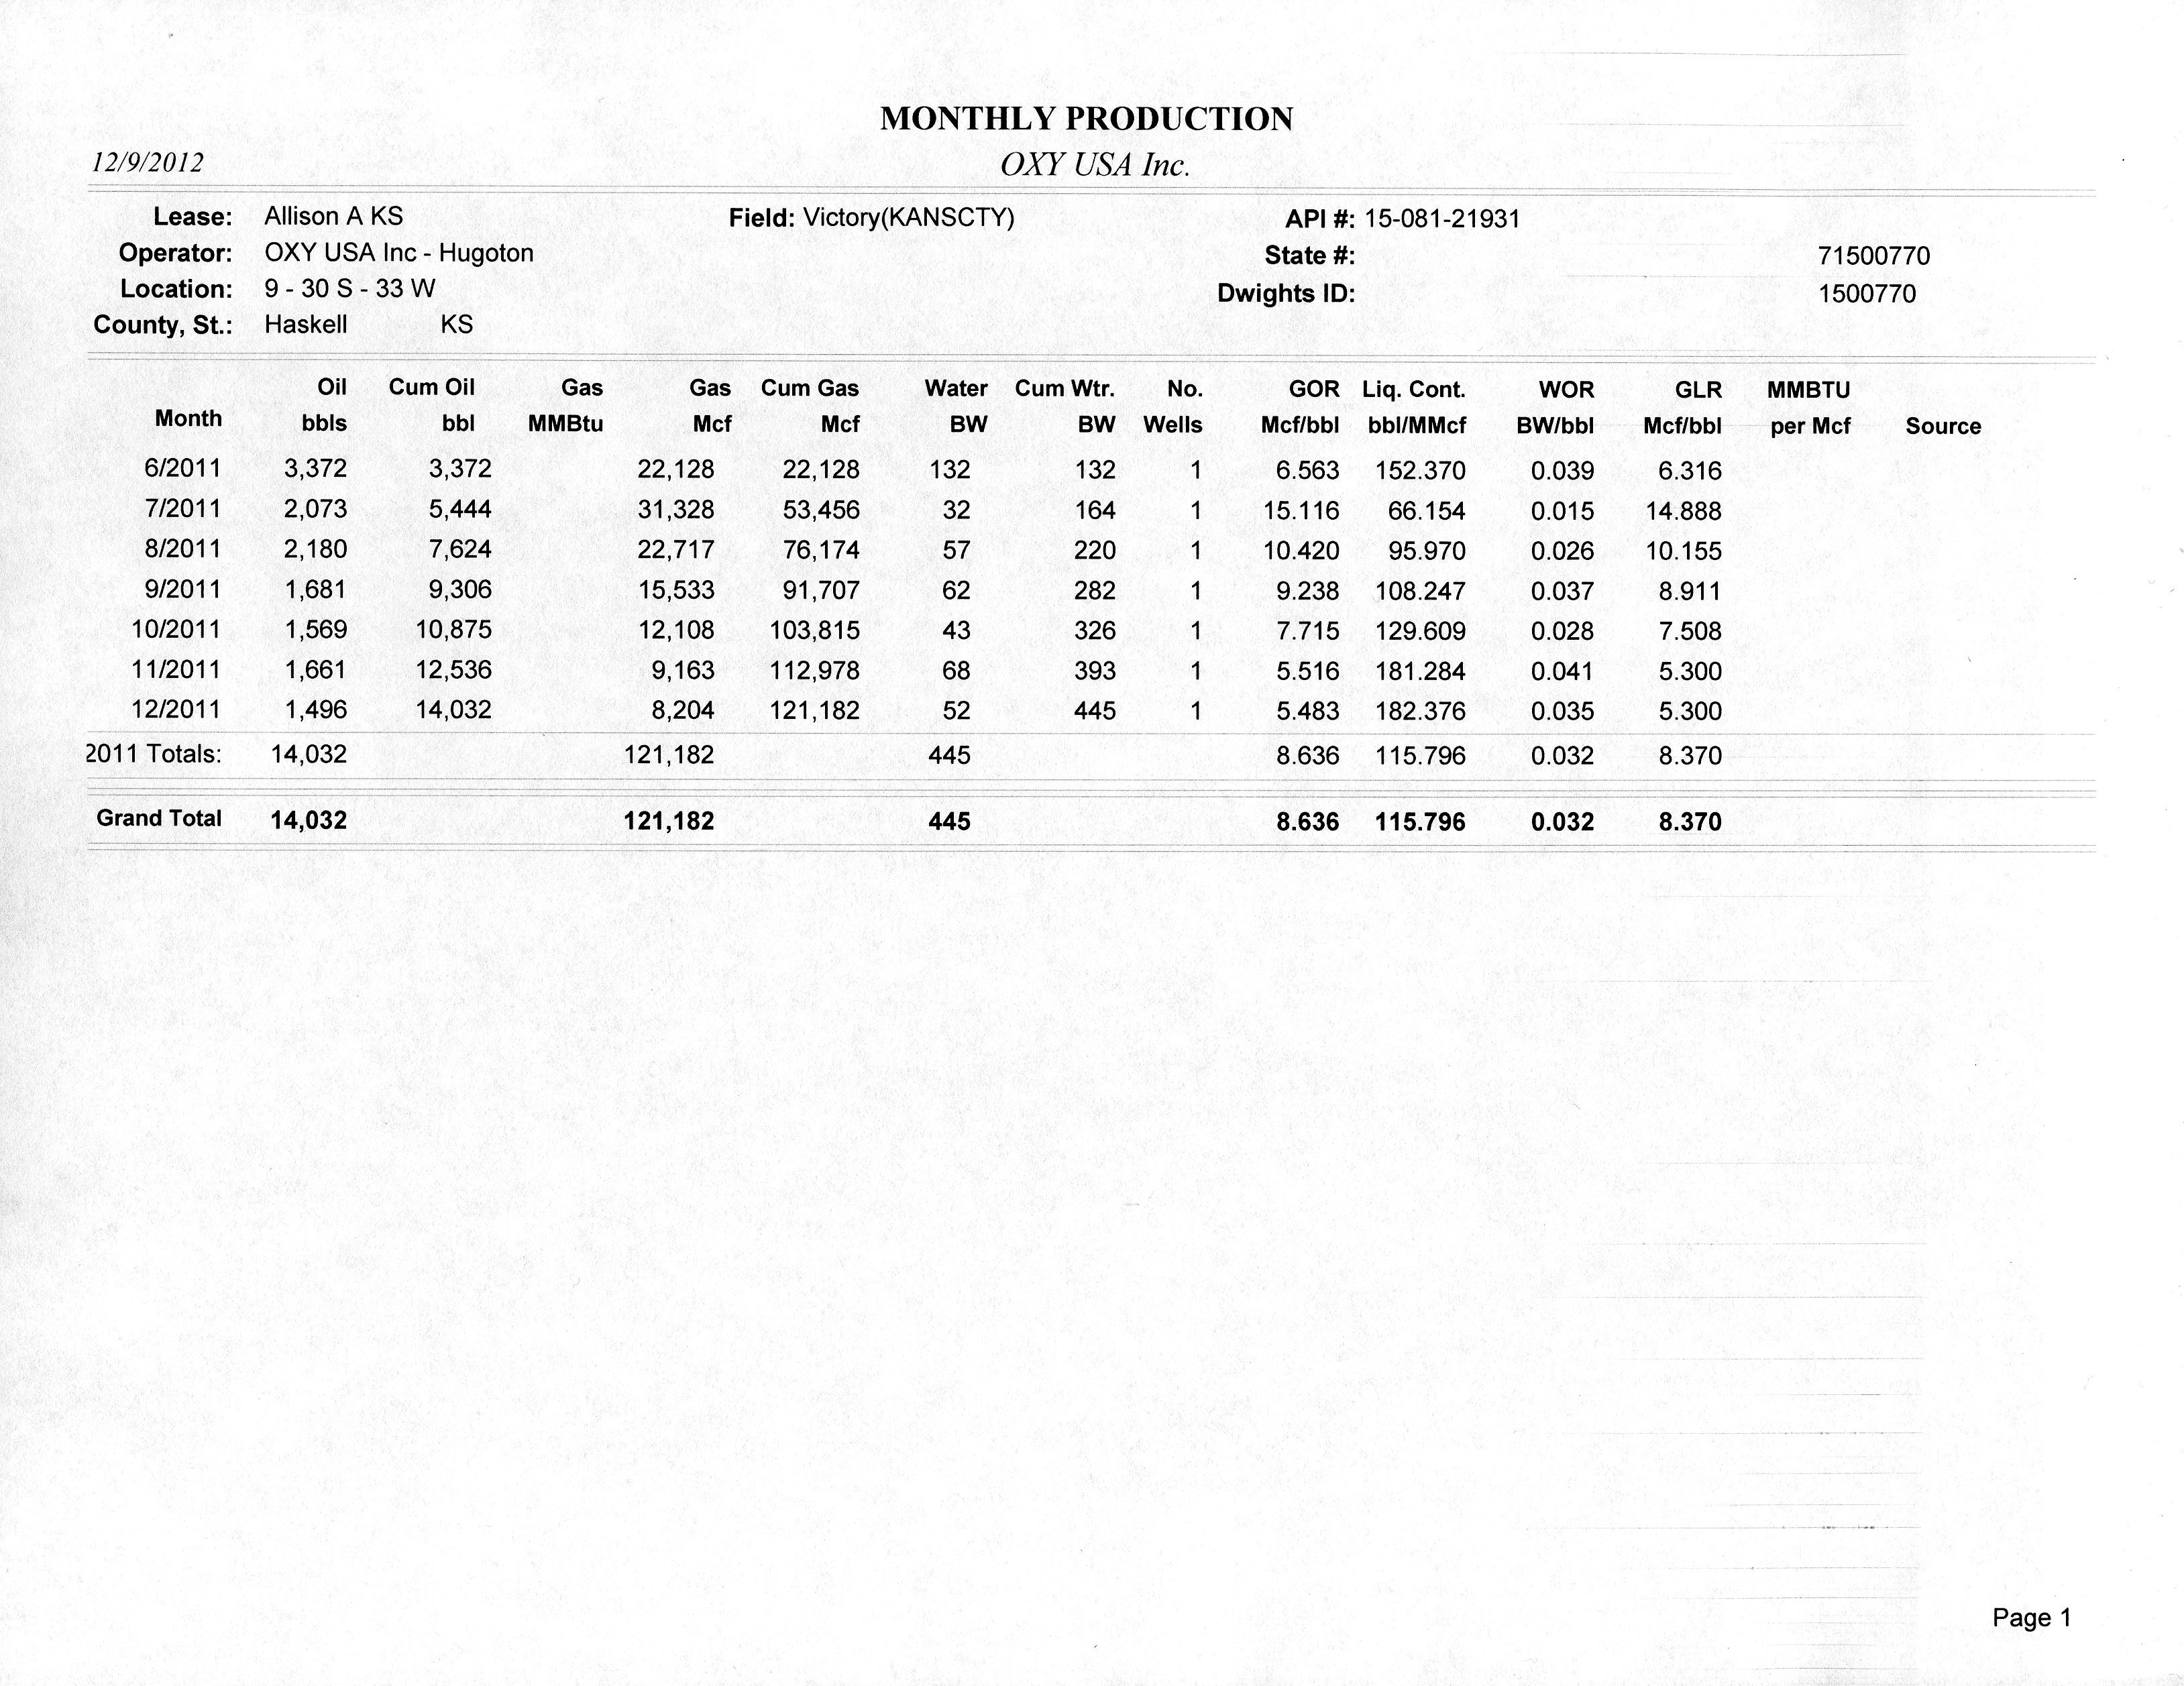 MONTHLY PRODUCTION
12/9/2012 OXY USA Inc.
Lease: Allison A KS Field: Victory(KANSCTY) API #: 15-081-21931
Operator: OXY USA Inc - Hugoton State #: 71500770
Location: 9 - 30 S - 33 W Dwights ID: 1500770
County, St.: Haskell KS
Oil Cum Oil Gas Gas Cum Gas Water Cum Wtr. No. GOR Liq. Cont. WOR GLR MMBTU
Month bbls bbl MMBtu Mcf Mcf BW BW Wells Mcf/bbl bbl/MMcf BW/bbl Mcf/bbl per Mcf Source
6/2011 3,372 3,372 22,128 22,128 132 132 1 6.563 152.370 0.039 6.316
7/2011 2,073 5,444 31,328 53,456 32 164 1 15.116 66.154 0.015 14.888
8/2011 2,180 7,624 22,717 76,174 57 220 1 10.420 95.970 0.026 10.155
9/2011 1,681 9,306 15,533 91,707 62 282 1 9.238 108.247 0.037 8.911
10/2011 1,569 10,875 12,108 103,815 43 326 1 7.715 129.609 0.028 7.508
11/2011 1,661 12,536 9,163 112,978 68 393 1 5.516 181.284 0.041 5.300
12/2011 1,496 14,032 8,204 121,182 52 445 1 5.483 182.376 0.035 5.300
2011 Totals: 14,032 121,182 445 8.636 115.796 0.032 8.370
Grand Total 14,032 121,182 445 8.636 115.796 0.032 8.370
Page 1